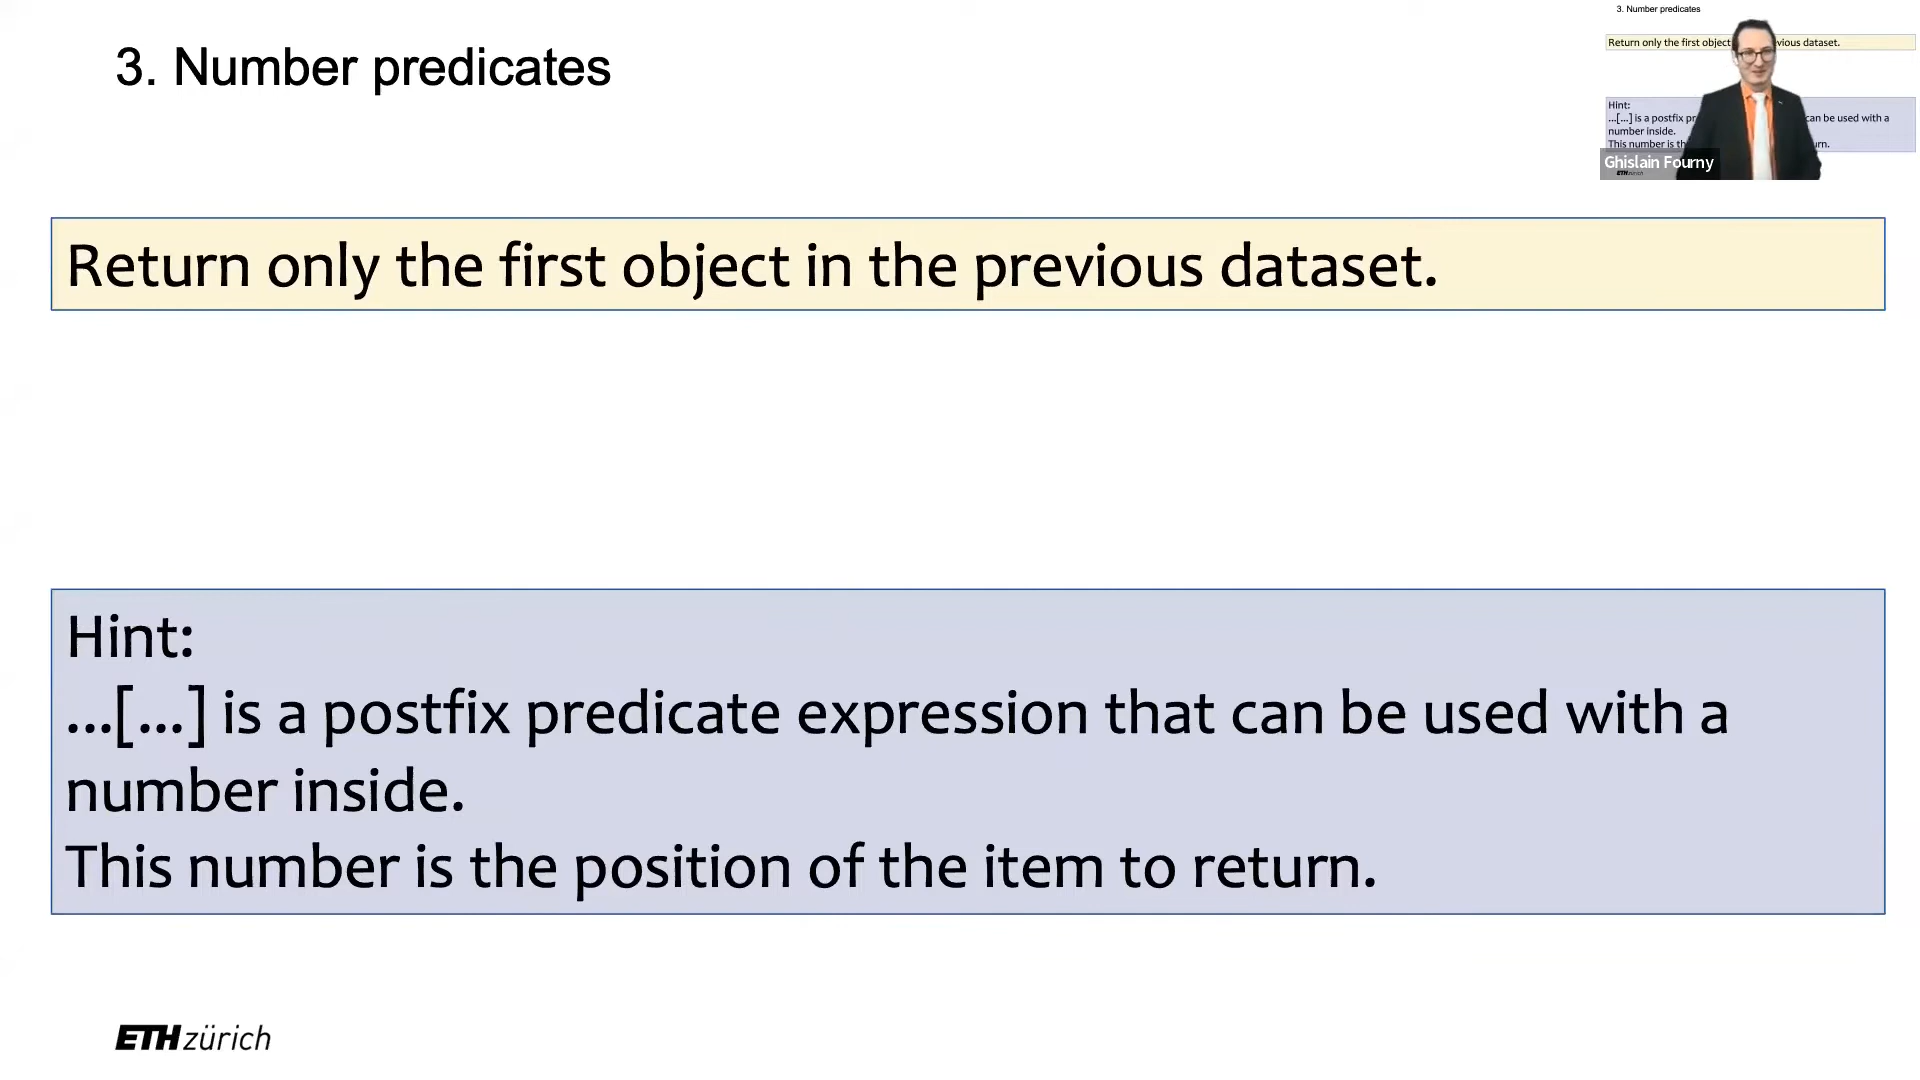 3. Number predicates
3. Number predicates
Return only the first object
vious dataset.
Hint:
...[...] is a postfix pr
can be used with a
number inside.
This number is th
urn.
Ghislain Fourny
ETH zürich
Return only the first object in the previous dataset.
Hint:
...[...] is a postfix predicate expression that can be used with a
number inside.
This number is the position of the item to return.
ETH zürich